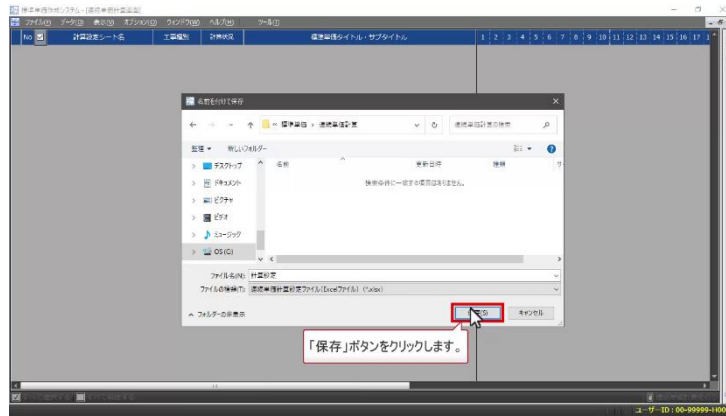 標準単価作成システム - [連続単価計算画面]
ファイル(F) データ(D) 表示(V) オプション(O) ウィンドウ(W) ヘルプ(H) ツール(T)
No 計算設定シート名 工事種別 計算状況 標準単価タイトル・サブタイトル 1 2 3 4 5 6 7 8 9 10 11 12 13 14 15 16 17
名前を付けて保存
« 標準単価 › 連続単価計算 連続単価計算の検索
整理 新しいフォルダー
デスクトップ 名前 更新日時 種類
ドキュメント 検索条件に一致する項目はありません。
ピクチャ
ビデオ
ミュージック
OS (C:)
ファイル名(N): 計算設定
ファイルの種類(T): 連続単価計算設定ファイル(Excelファイル) (*.xlsx)
フォルダーの非表示 キャンセル
「保存」ボタンをクリックします。
ユーザーID : 00-99999-H00